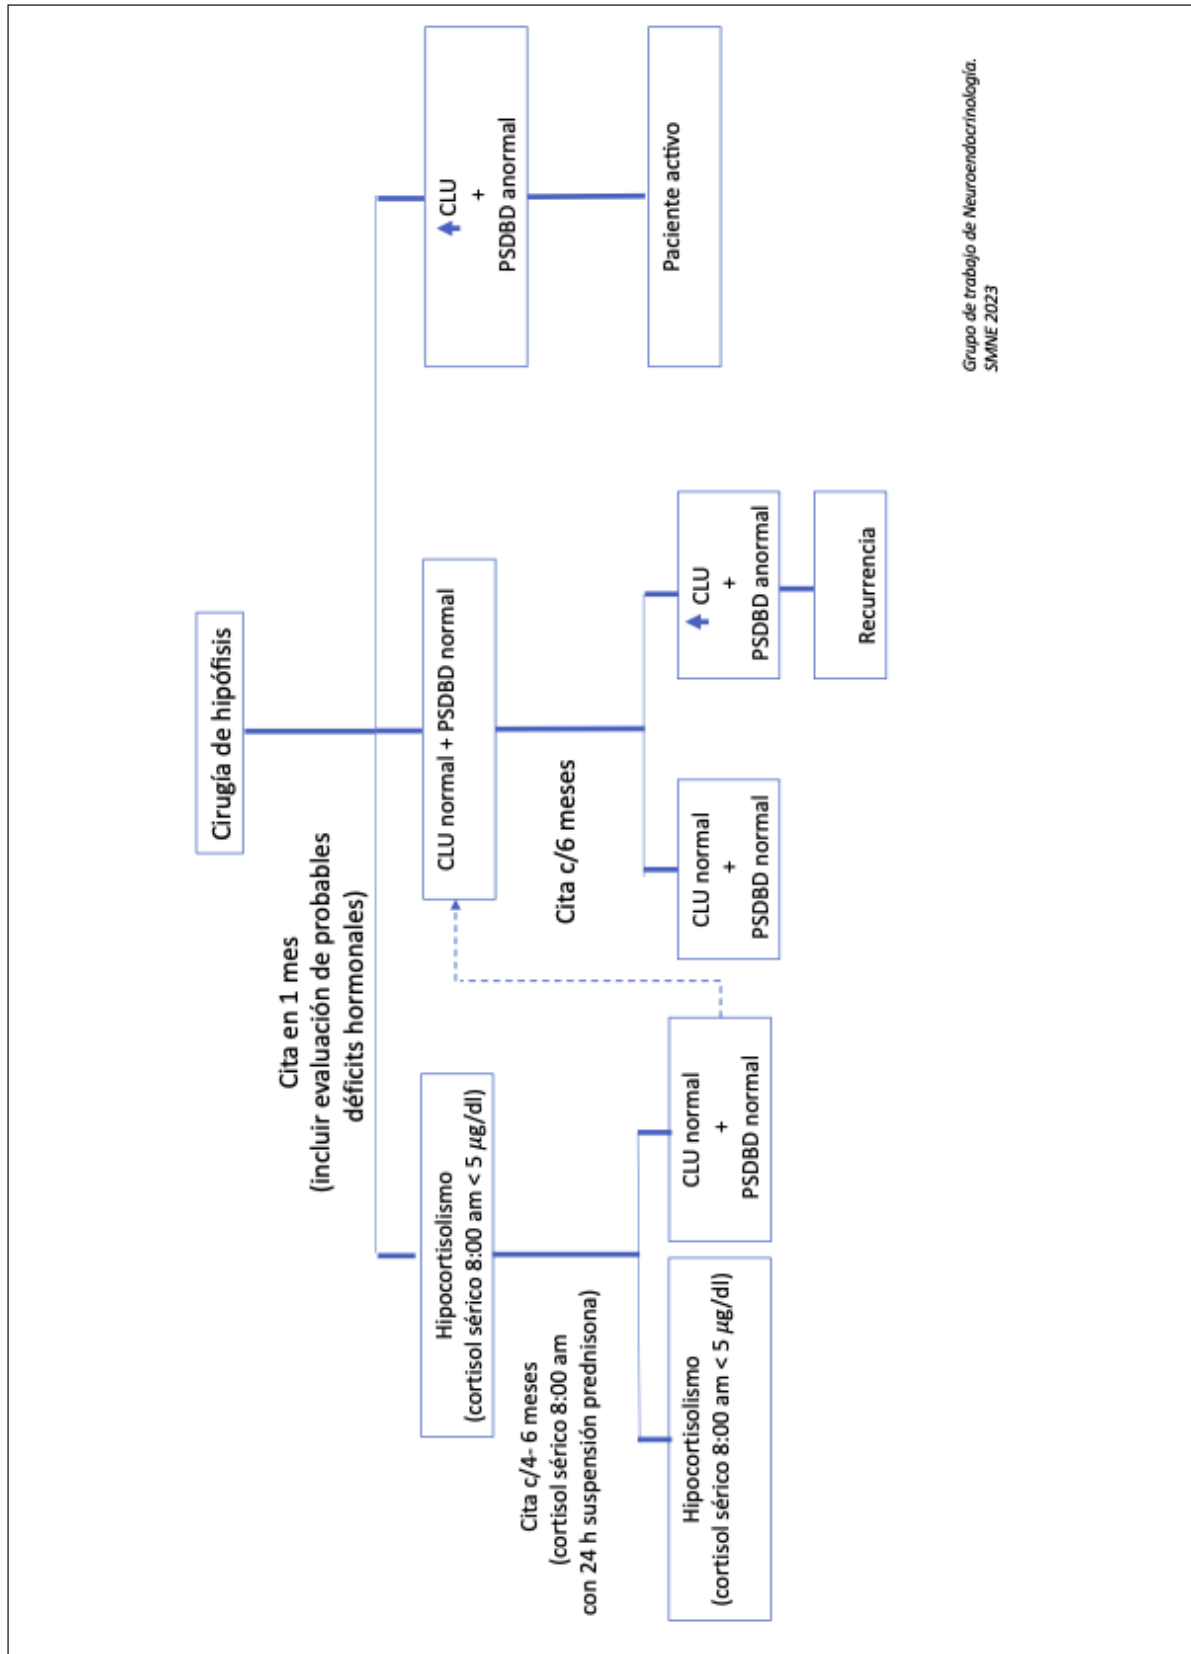 Cirugía de hipófisis
Cita en 1 mes
(incluir evaluación de probables
déficits hormonales)
Hipocortisolismo
(cortisol sérico 8:00 am < 5 µg/dl)
CLU normal + PSDBD normal
CLU
+
PSDBD anormal
Cita c/4- 6 meses
(cortisol sérico 8:00 am
con 24 h suspensión prednisona)
Cita c/6 meses
Hipocortisolismo
(cortisol sérico 8:00 am < 5 µg/dl)
CLU normal
+
PSDBD normal
CLU normal
+
PSDBD normal
CLU
+
PSDBD anormal
Paciente activo
Recurrencia
Grupo de trabajo de Neuroendocrinología.
SMNE 2023